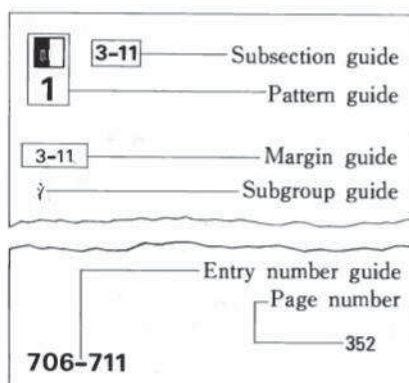 3-11 Subsection guide
1 Pattern guide
3-11 Margin guide
Subgroup guide
Entry number guide
Page number
352
706-711